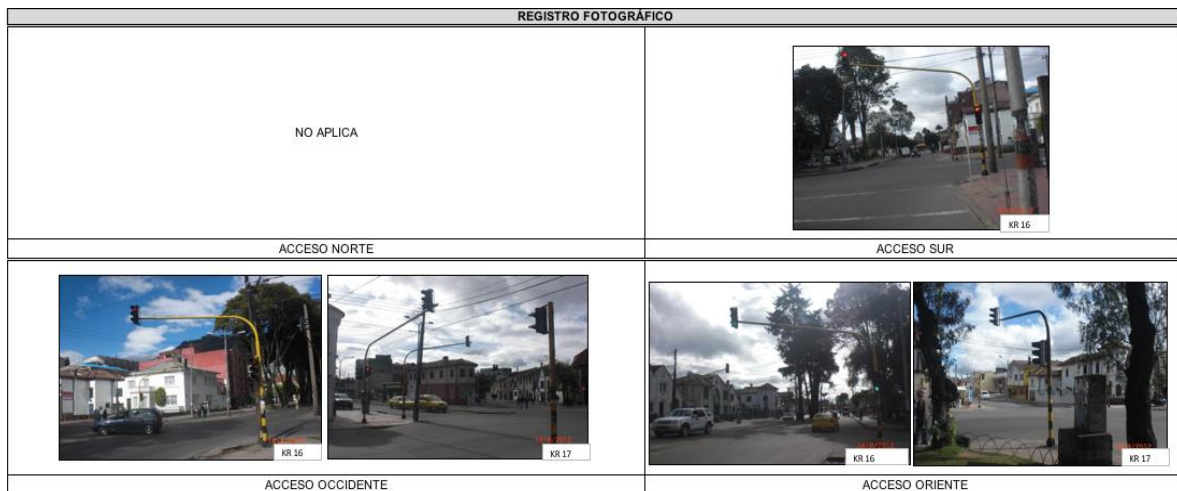 REGISTRO FOTOGRÁFICO
NO APLICA
KR 16
ACCESO NORTE
ACCESO SUR
KR 16
KR 17
KR 16
KR 17
ACCESO OCCIDENTE
ACCESO ORIENTE